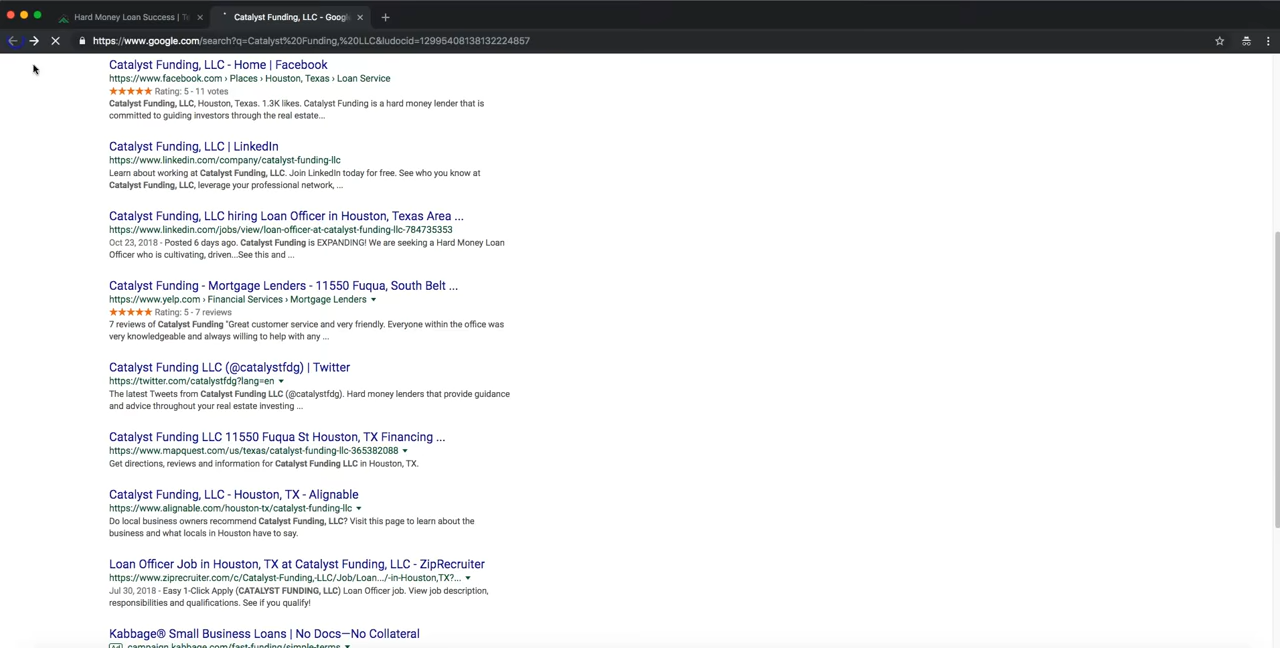 Hard Money Loan Success | Te
Catalyst Funding, LLC - Googl
https://www.google.com/search?q=Catalyst%20Funding,%20LLC&ludocid=12995408138132224857
Catalyst Funding, LLC - Home | Facebook
https://www.facebook.com › Places › Houston, Texas › Loan Service
★★★★★ Rating: 5 - 11 votes
Catalyst Funding, LLC, Houston, Texas. 1.3K likes. Catalyst Funding is a hard money lender that is
committed to guiding investors through the real estate...
Catalyst Funding, LLC | LinkedIn
https://www.linkedin.com/company/catalyst-funding-llc
Learn about working at Catalyst Funding, LLC. Join LinkedIn today for free. See who you know at
Catalyst Funding, LLC, leverage your professional network, ...
Catalyst Funding, LLC hiring Loan Officer in Houston, Texas Area ...
https://www.linkedin.com/jobs/view/loan-officer-at-catalyst-funding-llc-784735353
Oct 23, 2018 - Posted 6 days ago. Catalyst Funding is EXPANDING! We are seeking a Hard Money Loan
Officer who is cultivating, driven...See this and ...
Catalyst Funding - Mortgage Lenders - 11550 Fuqua, South Belt ...
https://www.yelp.com › Financial Services › Mortgage Lenders ▼
★★★★★ Rating: 5 - 7 reviews
7 reviews of Catalyst Funding "Great customer service and very friendly. Everyone within the office was
very knowledgeable and always willing to help with any ...
Catalyst Funding LLC (@catalystfdg) | Twitter
https://twitter.com/catalystfdg?lang=en ▼
The latest Tweets from Catalyst Funding LLC (@catalystfdg). Hard money lenders that provide guidance
and advice throughout your real estate investing ...
Catalyst Funding LLC 11550 Fuqua St Houston, TX Financing ...
https://www.mapquest.com/us/texas/catalyst-funding-llc-365382088 ▼
Get directions, reviews and information for Catalyst Funding LLC in Houston, TX.
Catalyst Funding, LLC - Houston, TX - Alignable
https://www.alignable.com/houston-tx/catalyst-funding-llc ▼
Do local business owners recommend Catalyst Funding, LLC? Visit this page to learn about the
business and what locals in Houston have to say.
Loan Officer Job in Houston, TX at Catalyst Funding, LLC - ZipRecruiter
https://www.ziprecruiter.com/c/Catalyst-Funding,-LLC/Job/Loan.../-in-Houston,TX?... ▼
Jul 30, 2018 - Easy 1-Click Apply (CATALYST FUNDING, LLC) Loan Officer job. View job description,
responsibilities and qualifications. See if you qualify!
Kabbage® Small Business Loans | No Docs—No Collateral
Ad campaign.kabbage.com/fast-funding/simple-terms ▼